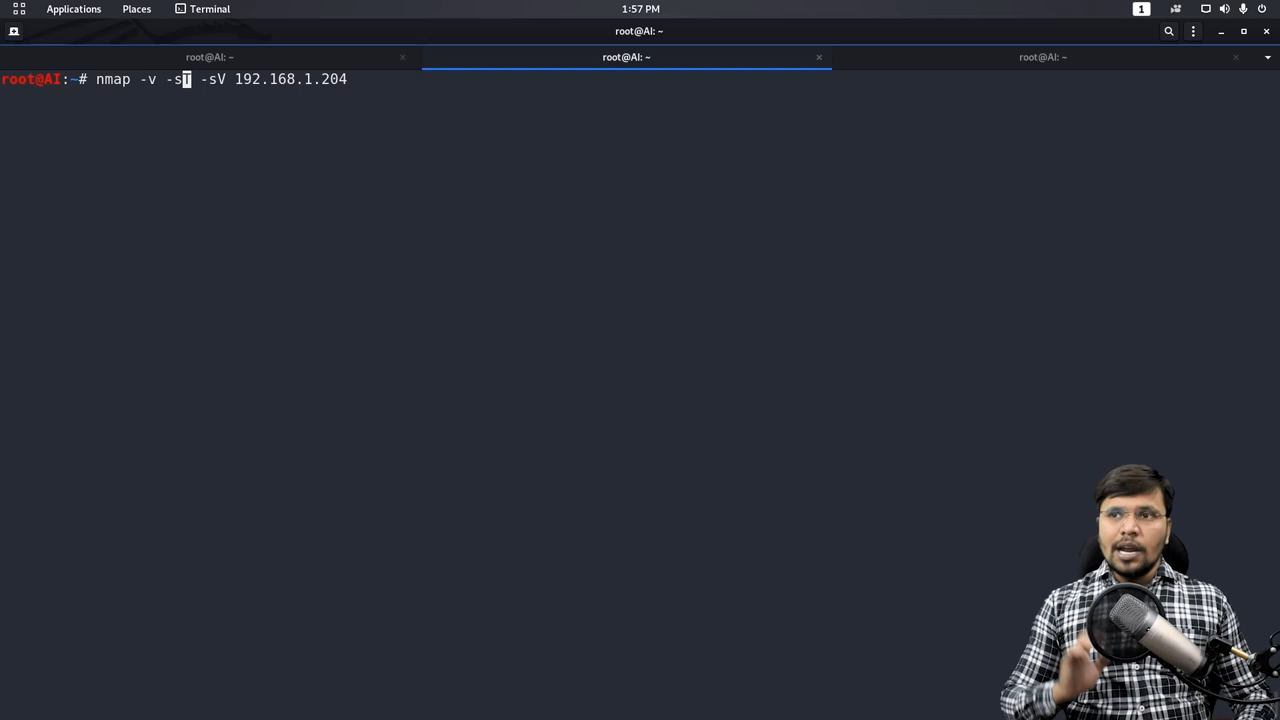 Applications Places Terminal 1:57 PM 1
root@AI: ~
root@AI: ~ root@AI: ~ root@AI: ~
root@AI:~# nmap -v -sT -sV 192.168.1.204